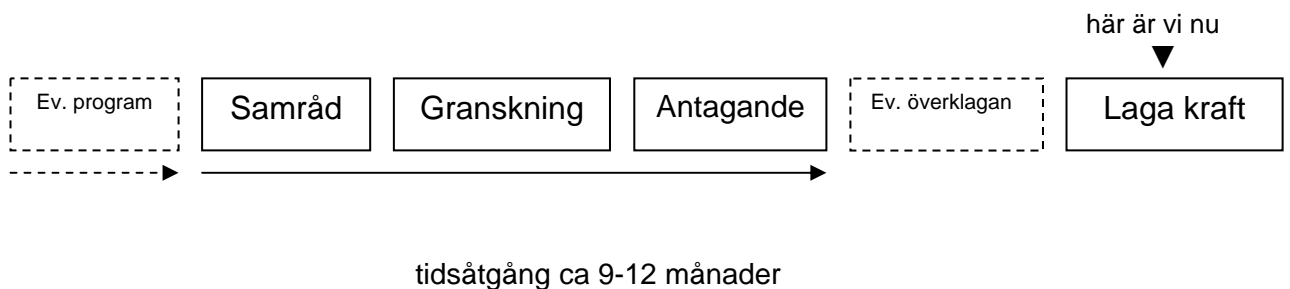 här är vi nu
Ev. program
Samråd
Granskning
Antagande
Ev. överklagan
Laga kraft
tidsåtgång ca 9-12 månader